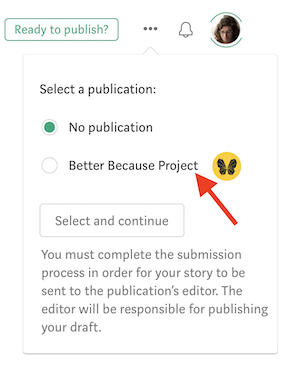 Ready to publish?
Select a publication:
No publication
Better Because Project
Select and continue
You must complete the submission
process in order for your story to be
sent to the publication's editor. The
editor will be responsible for publishing
your draft.